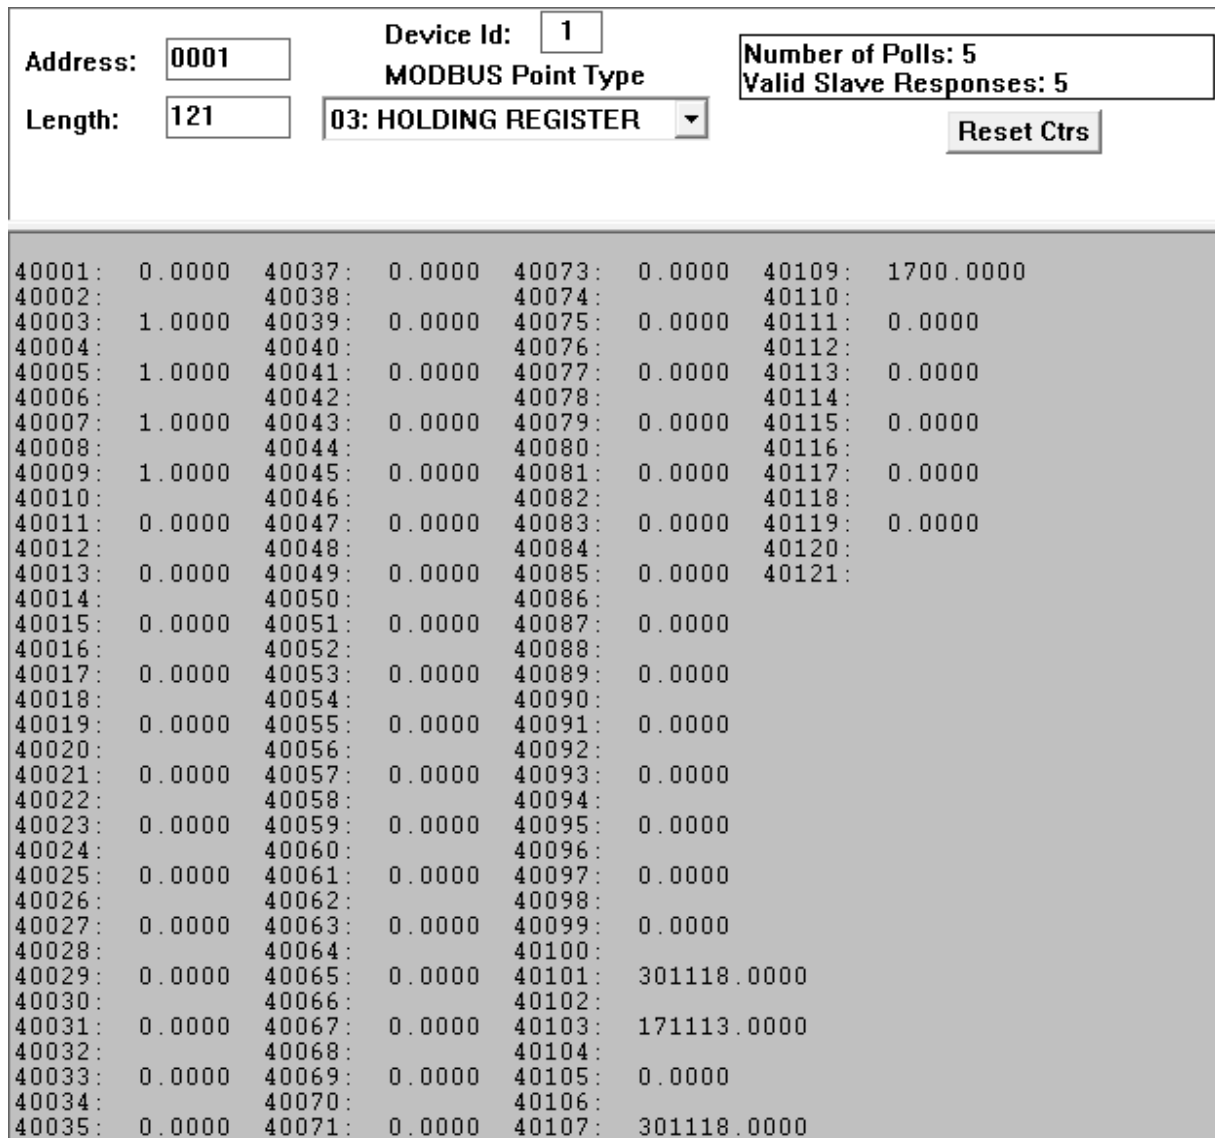 Device Id: 1
Address: 0001
MODBUS Point Type
Number of Polls: 5
Valid Slave Responses: 5
Length: 121
03: HOLDING REGISTER
Reset Ctrs
40001: 0.0000 40037: 0.0000 40073: 0.0000 40109: 1700.0000
40002: 40038: 40074: 40110:
40003: 1.0000 40039: 0.0000 40075: 0.0000 40111: 0.0000
40004: 40040: 40076: 40112:
40005: 1.0000 40041: 0.0000 40077: 0.0000 40113: 0.0000
40006: 40042: 40078: 40114:
40007: 1.0000 40043: 0.0000 40079: 0.0000 40115: 0.0000
40008: 40044: 40080: 40116:
40009: 1.0000 40045: 0.0000 40081: 0.0000 40117: 0.0000
40010: 40046: 40082: 40118:
40011: 0.0000 40047: 0.0000 40083: 0.0000 40119: 0.0000
40012: 40048: 40084: 40120:
40013: 0.0000 40049: 0.0000 40085: 0.0000 40121:
40014: 40050: 40086:
40015: 0.0000 40051: 0.0000 40087: 0.0000
40016: 40052: 40088:
40017: 0.0000 40053: 0.0000 40089: 0.0000
40018: 40054: 40090:
40019: 0.0000 40055: 0.0000 40091: 0.0000
40020: 40056: 40092:
40021: 0.0000 40057: 0.0000 40093: 0.0000
40022: 40058: 40094:
40023: 0.0000 40059: 0.0000 40095: 0.0000
40024: 40060: 40096:
40025: 0.0000 40061: 0.0000 40097: 0.0000
40026: 40062: 40098:
40027: 0.0000 40063: 0.0000 40099: 0.0000
40028: 40064: 40100:
40029: 0.0000 40065: 0.0000 40101: 301118.0000
40030: 40066: 40102:
40031: 0.0000 40067: 0.0000 40103: 171113.0000
40032: 40068: 40104:
40033: 0.0000 40069: 0.0000 40105: 0.0000
40034: 40070: 40106:
40035: 0.0000 40071: 0.0000 40107: 301118.0000